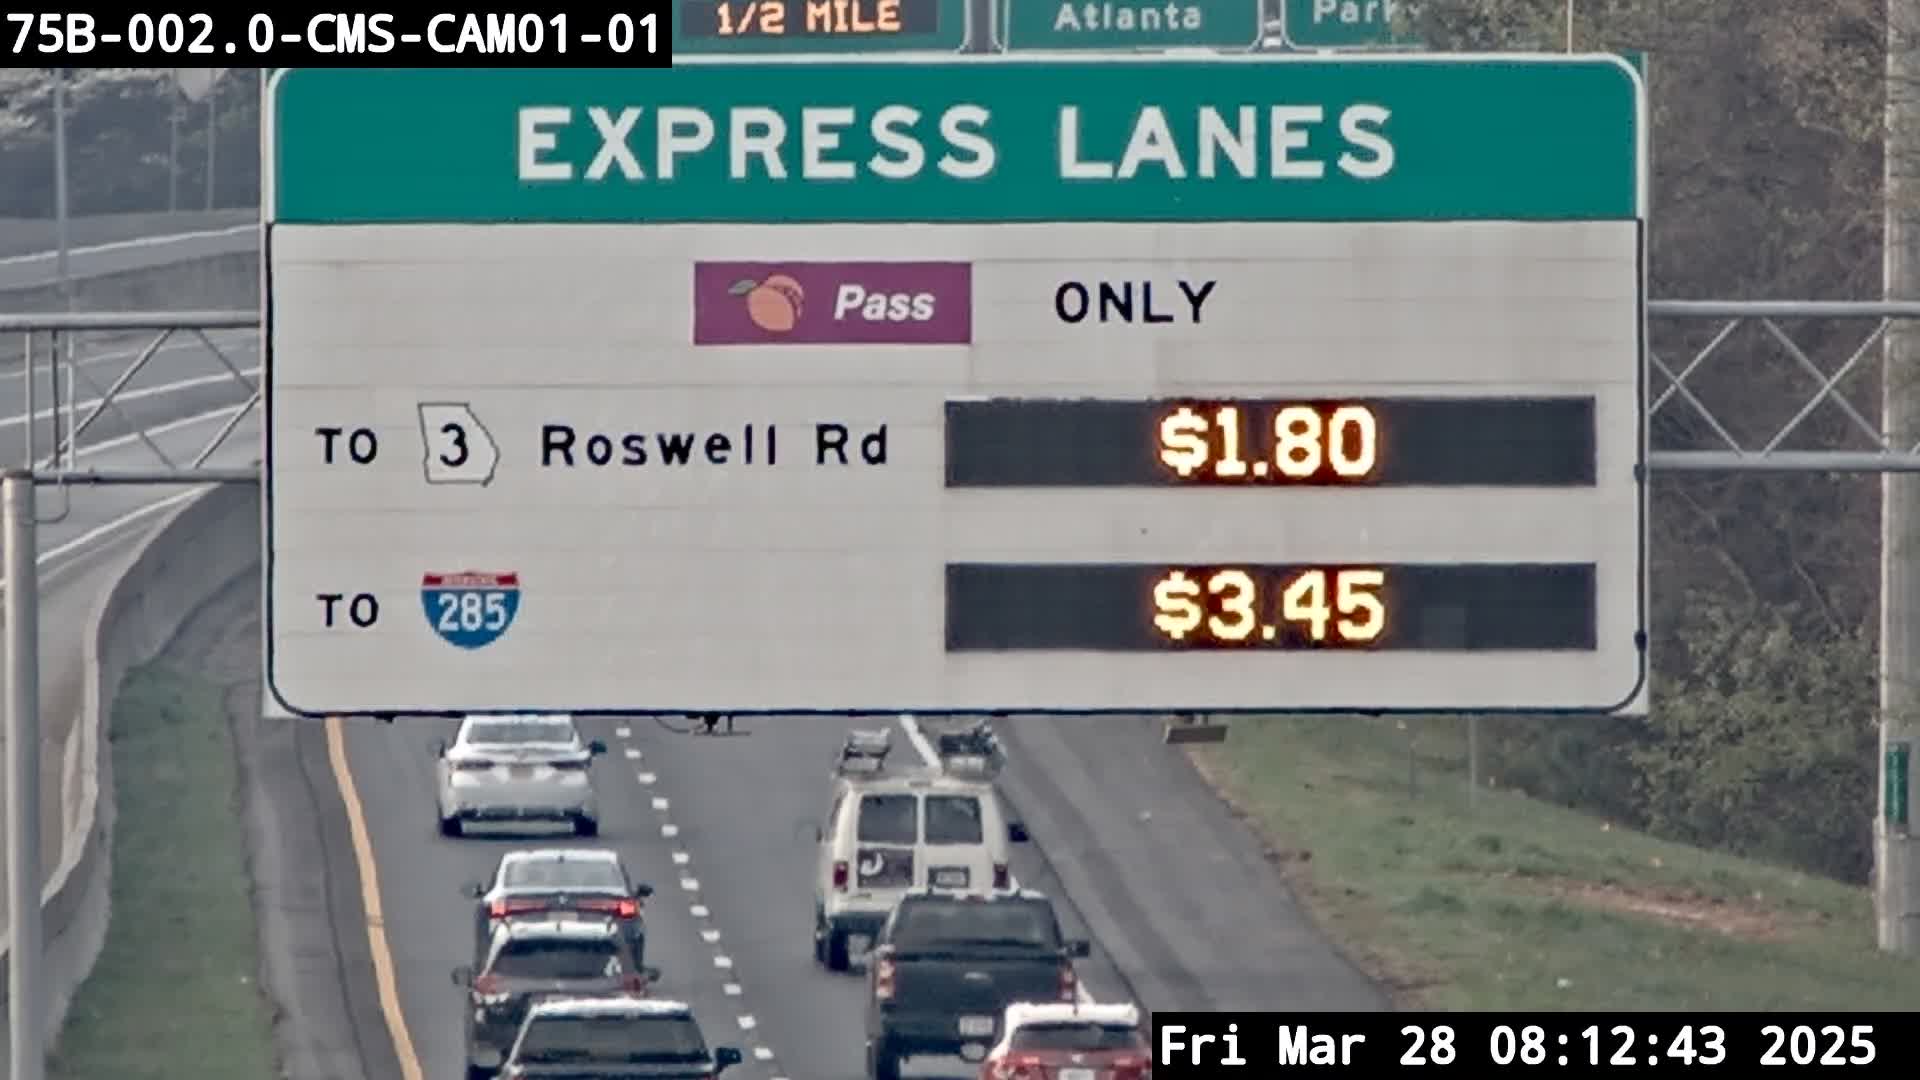 75B-002.0-CMS-CAM01-01
1/2 MILE
Atlanta
EXPRESS LANES
Pass ONLY
TO 3 Roswell Rd $1.80
TO 285 $3.45
Fri Mar 28 08:12:43 2025